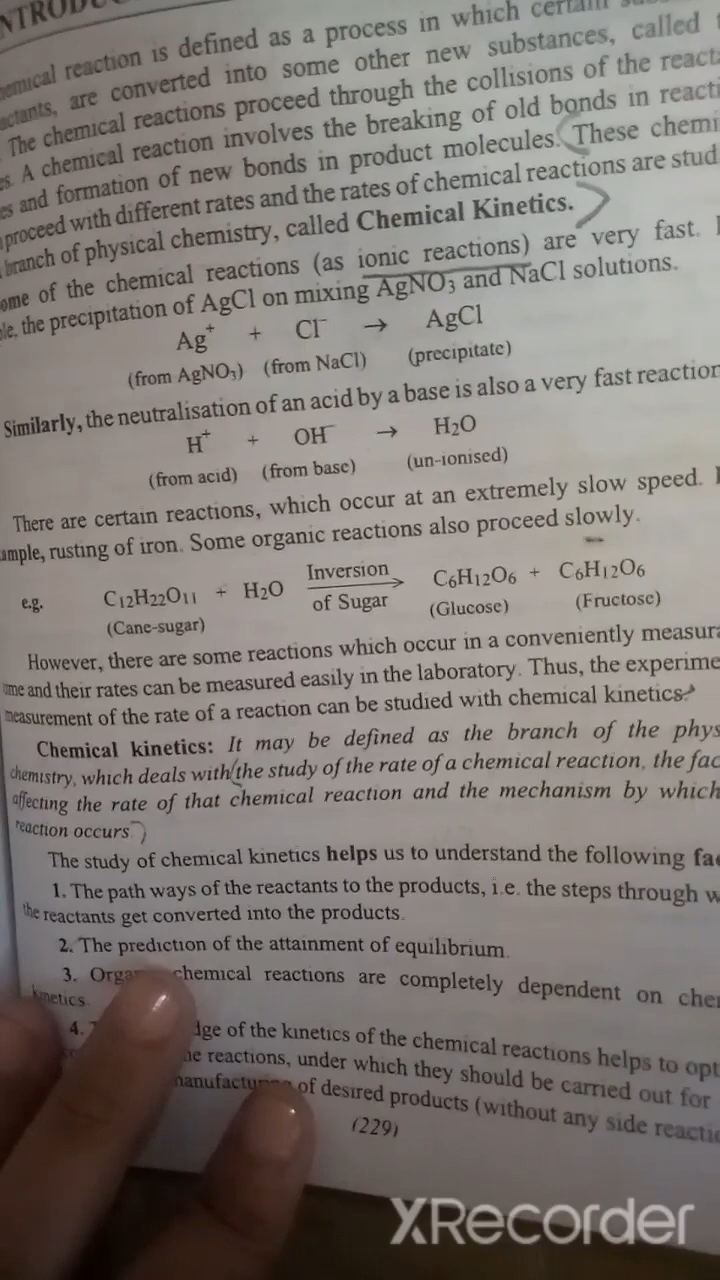 NTRODUC
emical reaction is defined as a process in which certain
actants, are converted into some other new substances, called
. The chemical reactions proceed through the collisions of the react
es. A chemical reaction involves the breaking of old bonds in reacti
es and formation of new bonds in product molecules. These chemi
proceed with different rates and the rates of chemical reactions are stud
branch of physical chemistry, called Chemical Kinetics.
ome of the chemical reactions (as ionic reactions) are very fast.
le, the precipitation of AgCl on mixing AgNO3 and NaCl solutions.
Ag+ + Cl− → AgCl
(from AgNO3) (from NaCl) (precipitate)
Similarly, the neutralisation of an acid by a base is also a very fast reaction
H+ + OH− → H2O
(from acid) (from base) (un-ionised)
There are certain reactions, which occur at an extremely slow speed.
ample, rusting of iron. Some organic reactions also proceed slowly.
Inversion
e.g. C12H22O11 + H2O → C6H12O6 + C6H12O6
of Sugar
(Cane-sugar) (Glucose) (Fructose)
However, there are some reactions which occur in a conveniently measura
ime and their rates can be measured easily in the laboratory. Thus, the experime
measurement of the rate of a reaction can be studied with chemical kinetics.
Chemical kinetics: It may be defined as the branch of the phys
chemistry, which deals with the study of the rate of a chemical reaction, the fac
affecting the rate of that chemical reaction and the mechanism by which
reaction occurs.
The study of chemical kinetics helps us to understand the following fac
1. The path ways of the reactants to the products, i.e. the steps through w
the reactants get converted into the products.
2. The prediction of the attainment of equilibrium.
3. Orga chemical reactions are completely dependent on che
kinetics.
4. dge of the kinetics of the chemical reactions helps to opt
he reactions, under which they should be carried out for
manufacturing of desired products (without any side reactio
(229)
XRecorder